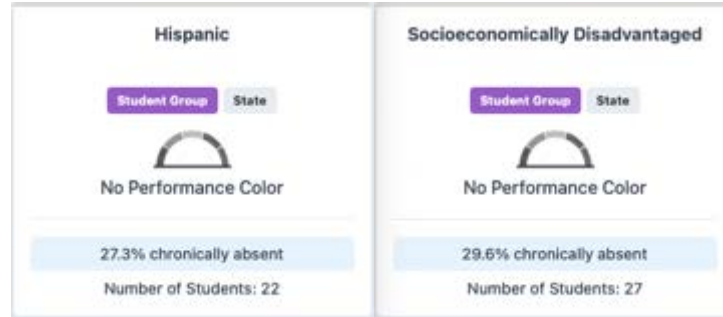 Hispanic
Student Group State
No Performance Color
27.3% chronically absent
Number of Students: 22
Socioeconomically Disadvantaged
Student Group State
No Performance Color
29.6% chronically absent
Number of Students: 27